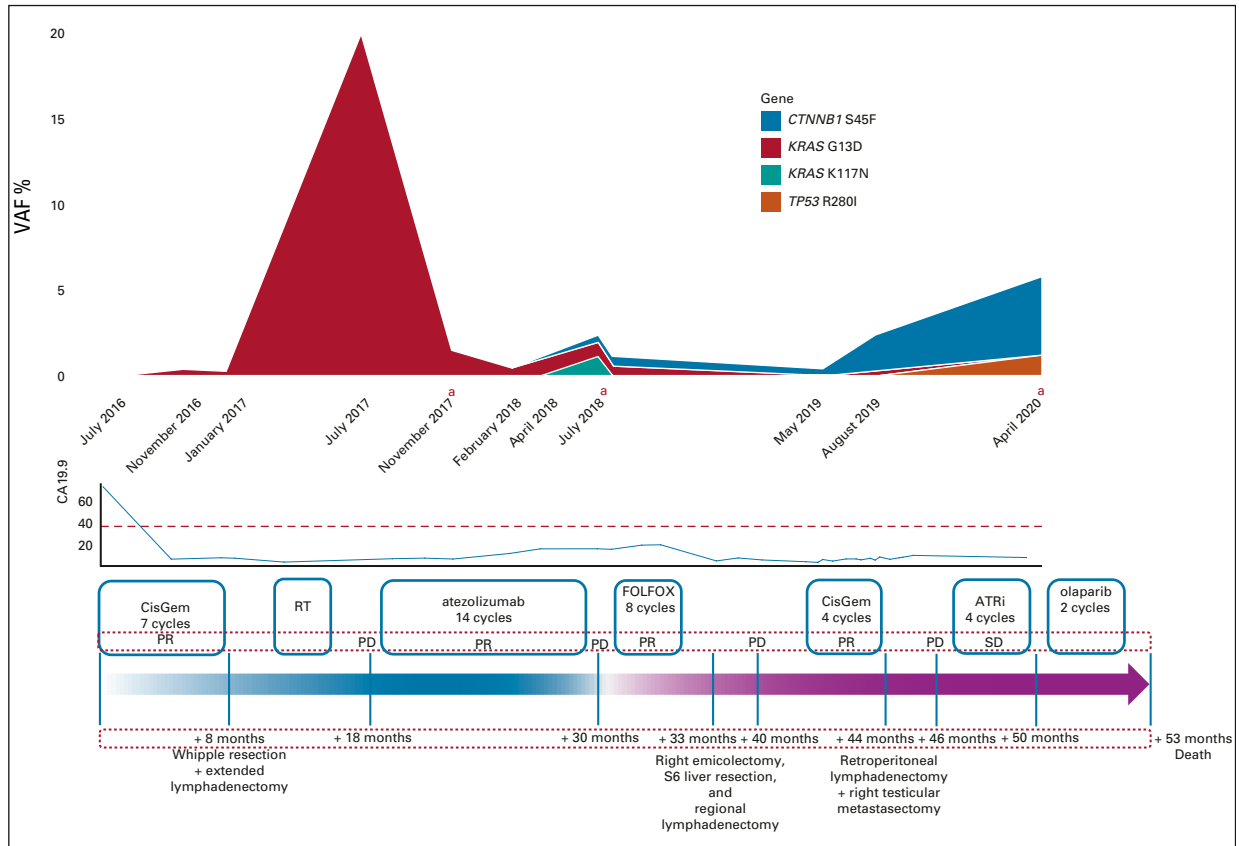 20
15
10
5
0
VAF %
Gene
CTNNB1 S45F
KRAS G13D
KRAS K117N
TP53 R280I
a
a
a
July 2016
November 2016
January 2017
July 2017
November 2017
February 2018
April 2018
July 2018
May 2019
August 2019
April 2020
CA19.9
60
40
20
CisGem
7 cycles
PR
RT
PD
atezolizumab
14 cycles
PR
PD
FOLFOX
8 cycles
PR
PD
CisGem
4 cycles
PR
PD
ATRi
4 cycles
SD
olaparib
2 cycles
+ 8 months
Whipple resection
+ extended
lymphadenectomy
+ 18 months
+ 30 months
+ 33 months
Right emicolectomy,
S6 liver resection,
and
regional
lymphadenectomy
+ 40 months
+ 44 months
Retroperitoneal
lymphadenectomy
+ right testicular
metastasectomy
+ 46 months
+ 50 months
+ 53 months
Death